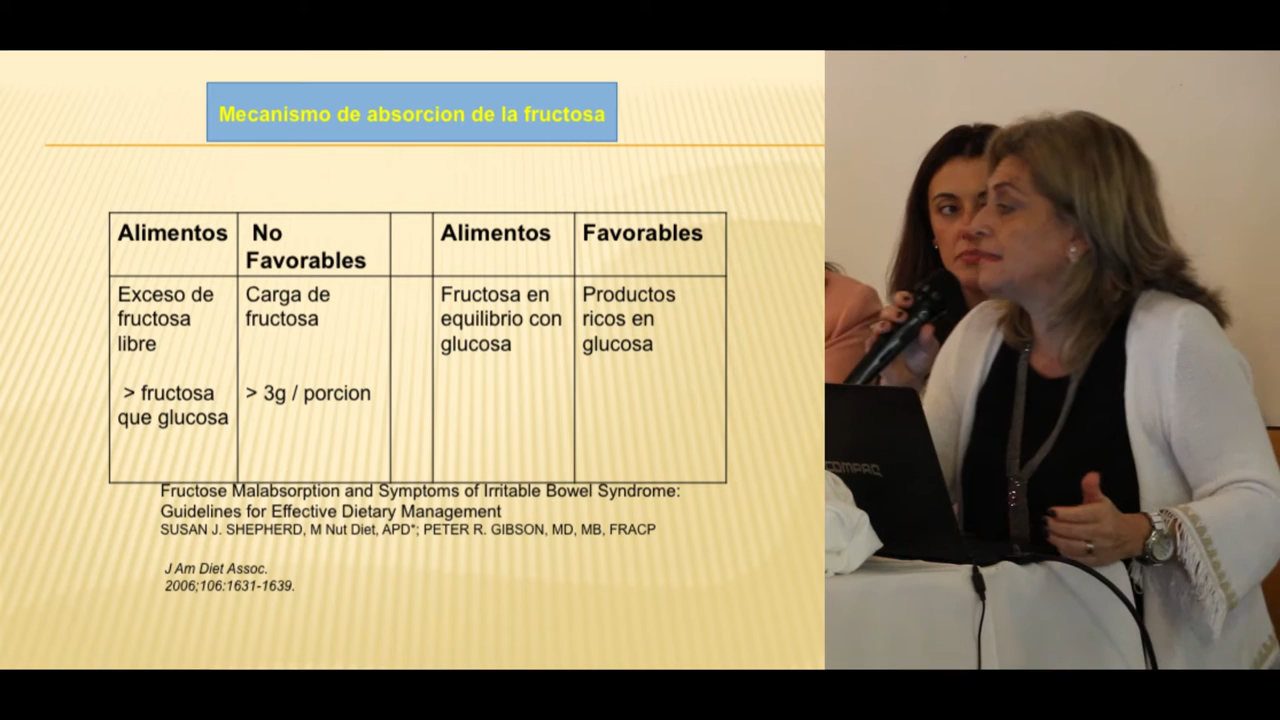 Mecanismo de absorcion de la fructosa
Alimentos
No
Favorables
Alimentos
Favorables
Exceso de
fructosa
libre
> fructosa
que glucosa
Carga de
fructosa
> 3g / porcion
Fructosa en
equilibrio con
glucosa
Productos
ricos en
glucosa
Fructose Malabsorption and Symptoms of Irritable Bowel Syndrome:
Guidelines for Effective Dietary Management
SUSAN J. SHEPHERD, M Nut Diet, APD*; PETER R. GIBSON, MD, MB, FRACP
J Am Diet Assoc.
2006;106:1631-1639.
COMPAQ